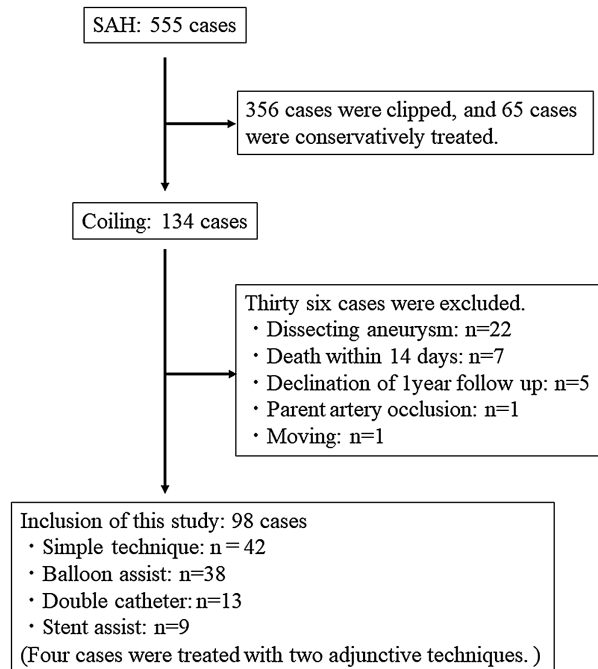 SAH: 555 cases
356 cases were clipped, and 65 cases
were conservatively treated.
Coiling: 134 cases
Thirty six cases were excluded.
・Dissecting aneurysm: n=22
・Death within 14 days: n=7
・Declination of 1year follow up: n=5
・Parent artery occlusion: n=1
・Moving: n=1
Inclusion of this study: 98 cases
・Simple technique: n = 42
・Balloon assist: n=38
・Double catheter: n=13
・Stent assist: n=9
(Four cases were treated with two adjunctive techniques. )